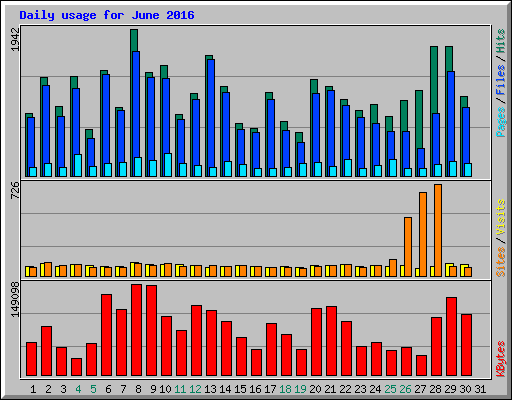 Daily usage for June 2016
1942
Pages / Files / Hits
726
Sites / Visits
149098
KBytes
1 2 3 4 5 6 7 8 9 10 11 12 13 14 15 16 17 18 19 20 21 22 23 24 25 26 27 28 29 30 31